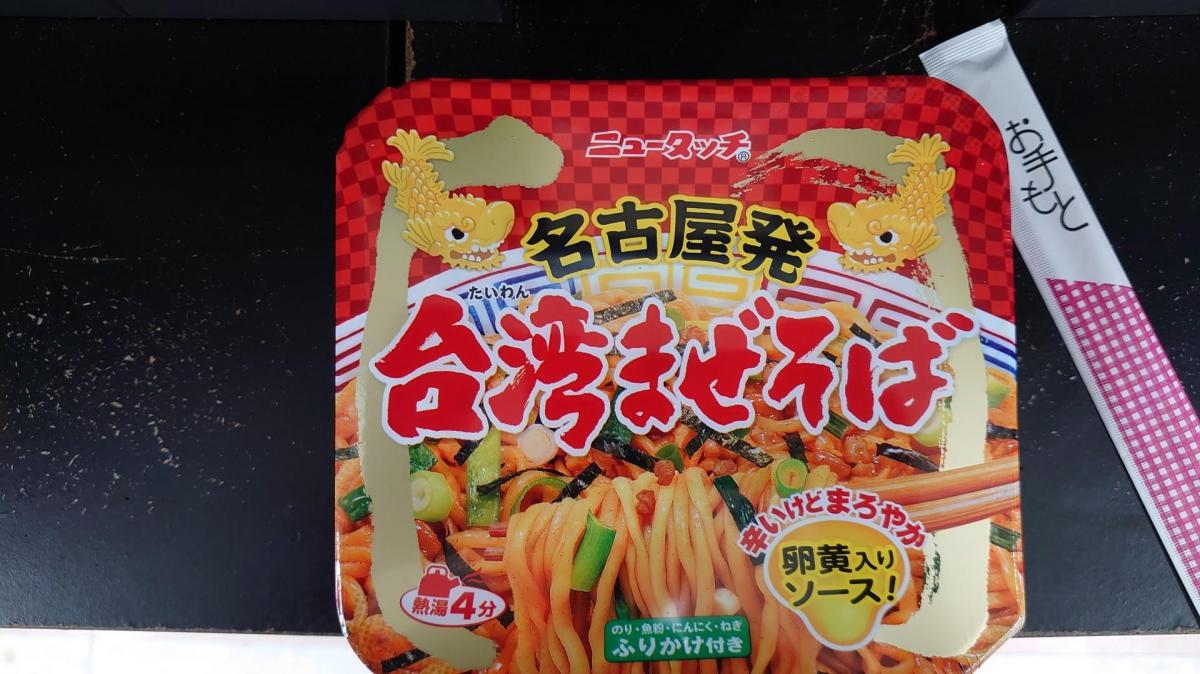 ニュータッチ®
名古屋発
たいわん
台湾まぜそば
辛いけどまろやか
卵黄入り
ソース!
熱湯4分
のり・魚粉・にんにく・ねぎ
ふりかけ付き
お手もと